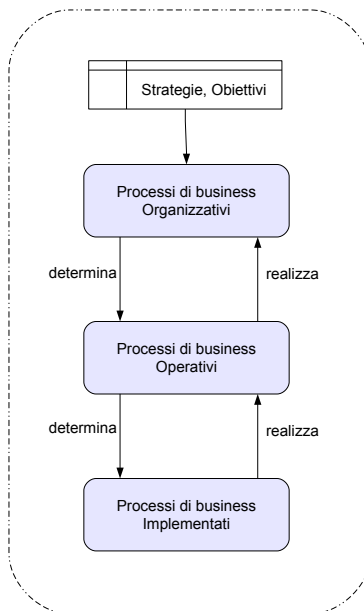 Strategie, Obiettivi
Processi di business
Organizzativi
determina
realizza
Processi di business
Operativi
determina
realizza
Processi di business
Implementati